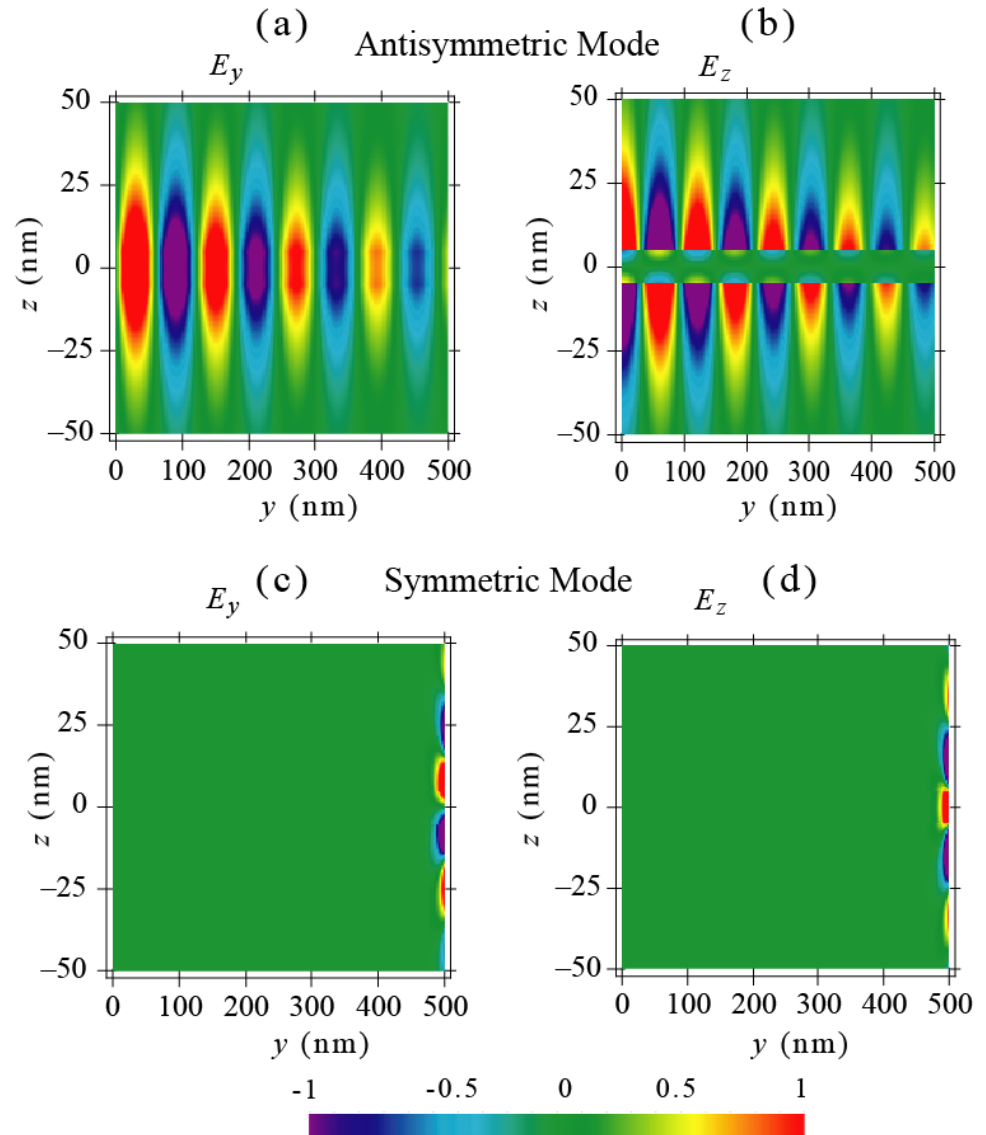 (a) Antisymmetric Mode (b)
E_y E_z
50 50
25 25
z (nm) 0 z (nm) 0
−25 −25
−50 −50
0 100 200 300 400 500 0 100 200 300 400 500
y (nm) y (nm)
(c) Symmetric Mode (d)
E_y E_z
50 50
25 25
z (nm) 0 z (nm) 0
−25 −25
−50 −50
0 100 200 300 400 500 0 100 200 300 400 500
y (nm) y (nm)
-1 -0.5 0 0.5 1